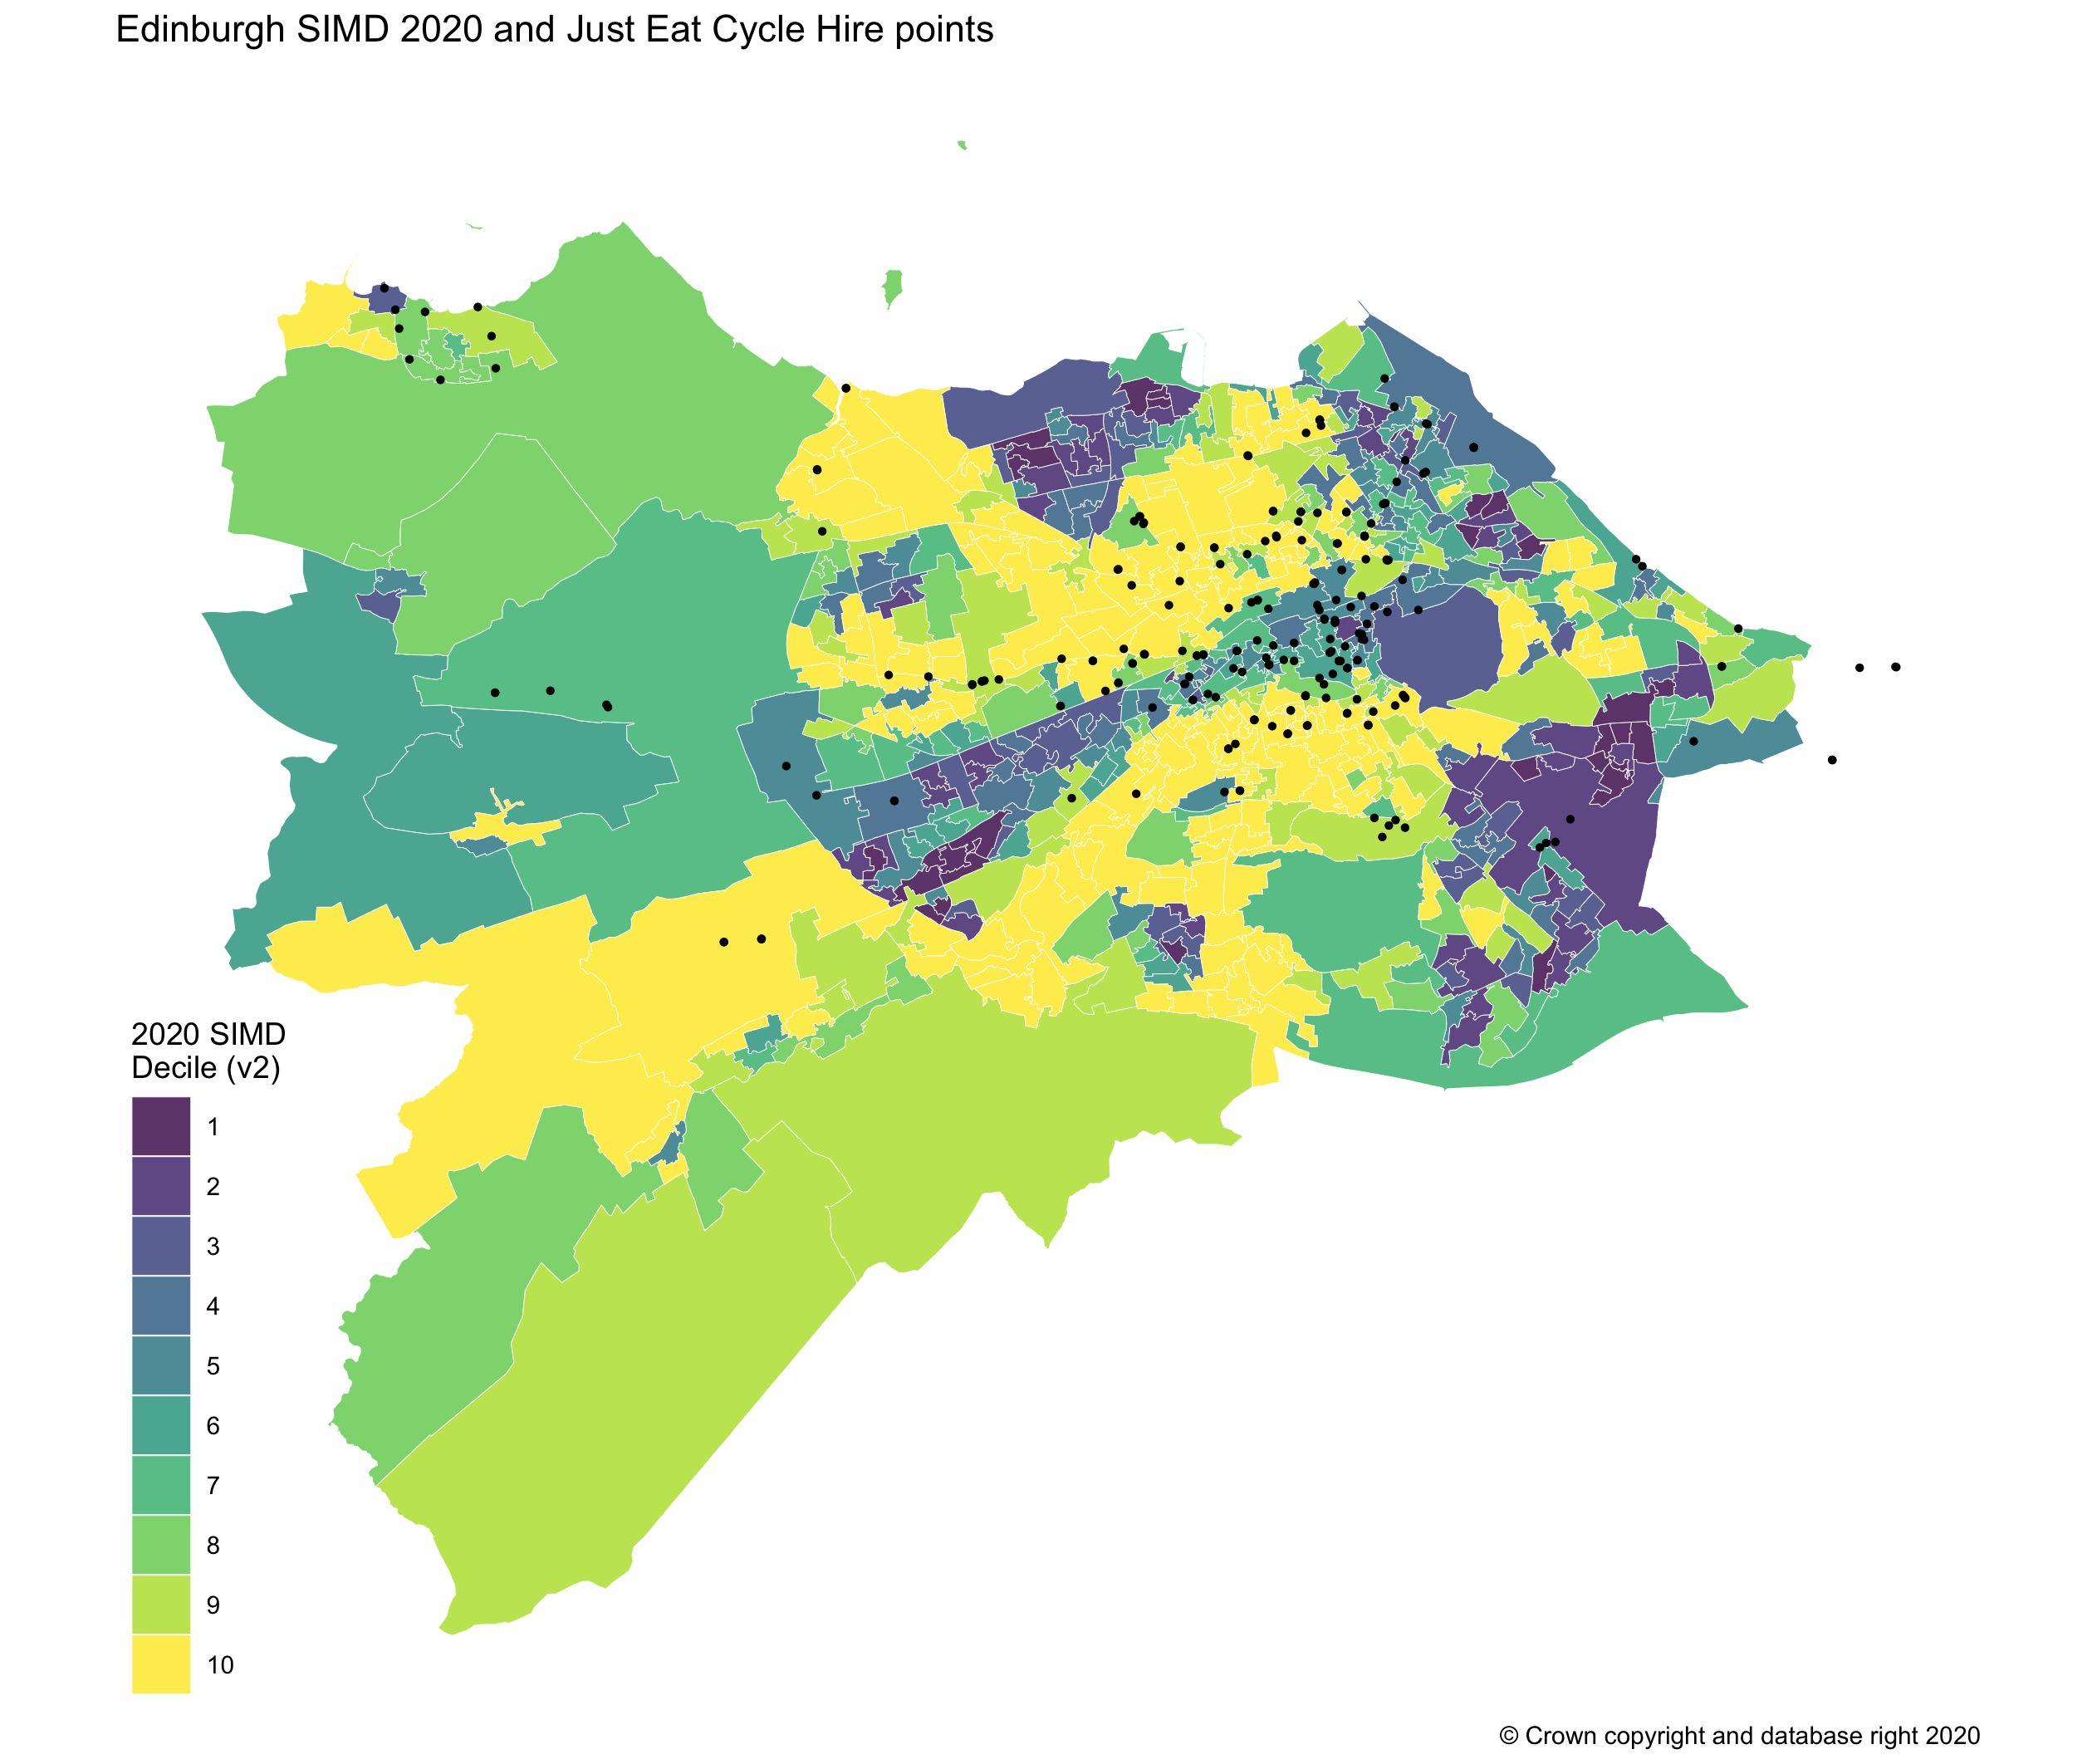 Edinburgh SIMD 2020 and Just Eat Cycle Hire points
2020 SIMD
Decile (v2)
1
2
3
4
5
6
7
8
9
10
© Crown copyright and database right 2020